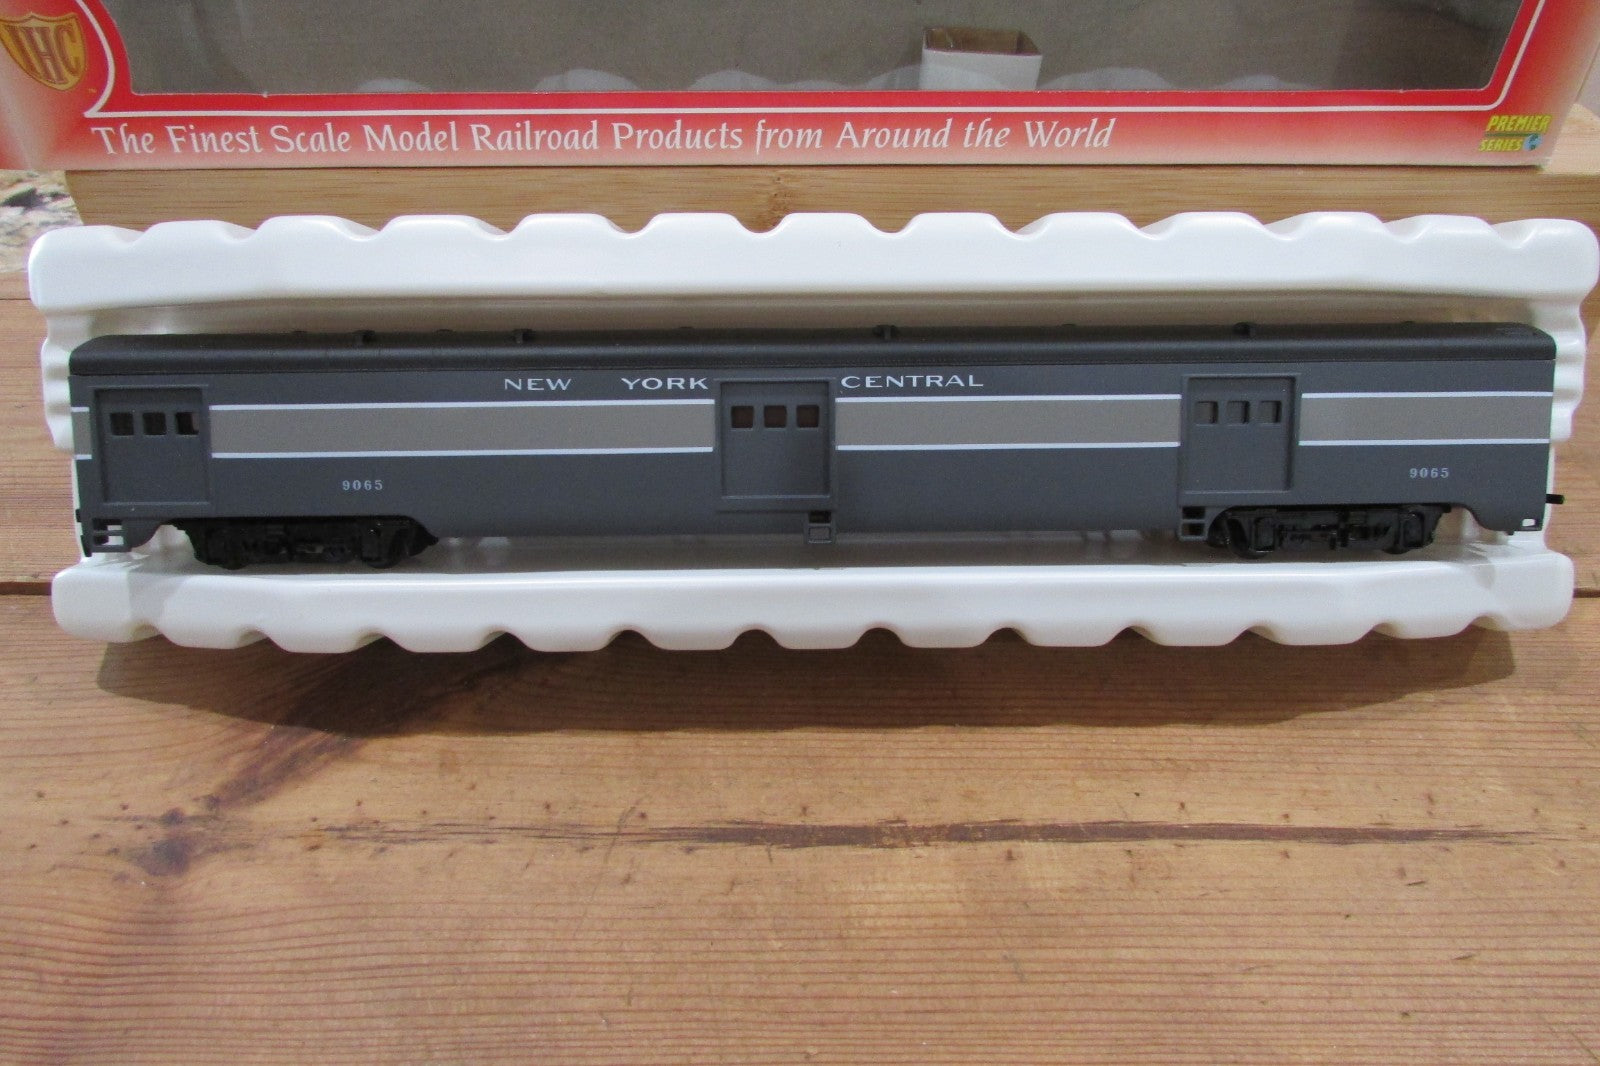 IHC
The Finest Scale Model Railroad Products from Around the World
PREMIER
SERIES
NEW YORK CENTRAL
9065
9065